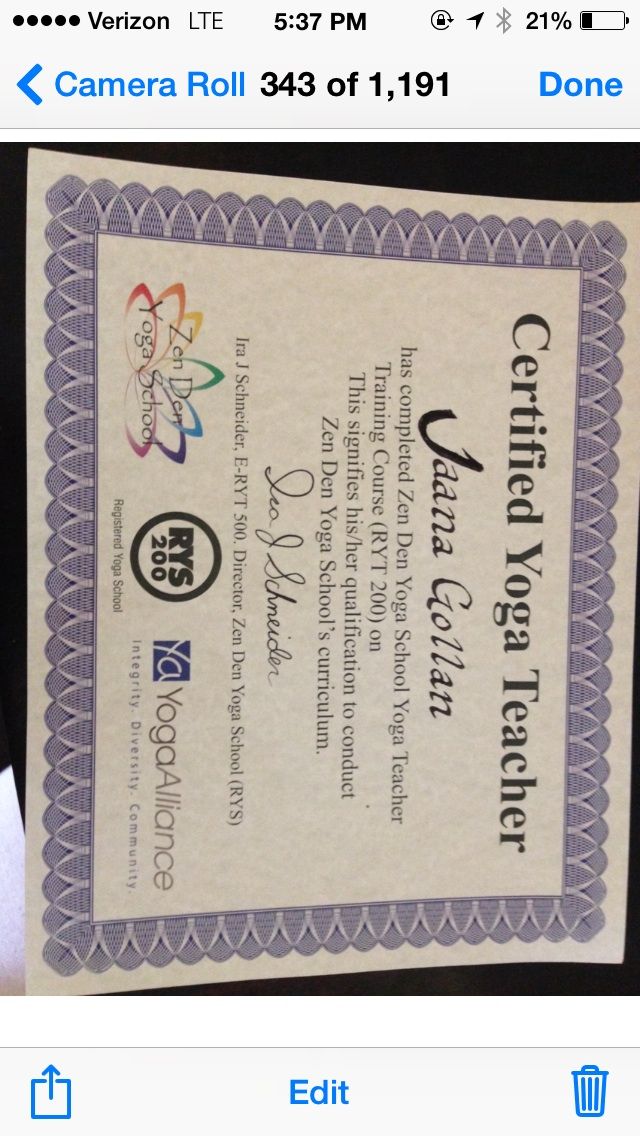 Verizon LTE 5:37 PM 21%
Camera Roll 343 of 1,191 Done
Certified Yoga Teacher
Jaana Gollan
has completed Zen Den Yoga School Yoga Teacher
Training Course (RYT 200) on
This signifies his/her qualification to conduct
Zen Den Yoga School's curriculum.
Ira J Schneider
Ira J Schneider, E-RYT 500, Director, Zen Den Yoga School (RYS)
Zen Den
Yoga School
RYS
200
Registered Yoga School
Ya YogaAlliance
Integrity. Diversity. Community.
Edit